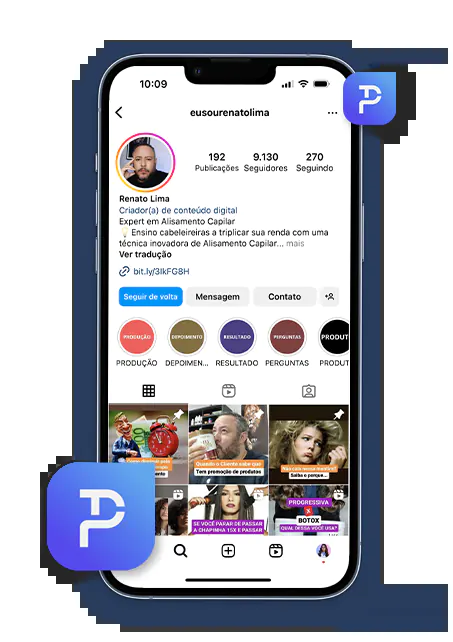 10:09
eusourenatolima
192 9.130 270
Publicações Seguidores Seguindo
Renato Lima
Criador(a) de conteúdo digital
Expert em Alisamento Capilar
💡 Ensino cabeleireiras a triplicar sua renda com uma
técnica inovadora de Alisamento Capilar... mais
Ver tradução
bit.ly/3lkFG8H
Seguir de volta Mensagem Contato
PRODUÇÃO DEPOIMENTO RESULTADO PERGUNTAS PRODUT
PRODUÇÃO DEPOIMEN... RESULTADO PERGUNTAS PRODUT
Quando o Cliente sabe que
Tem promoção de produtos
Saiba e porque...
SE VOCÊ PARAR DE PASSAR
A CHAPINHA 15X E PASSAR
PROGRESSIVA
X
BOTOX
QUAL DESSA VOCÊ USA?